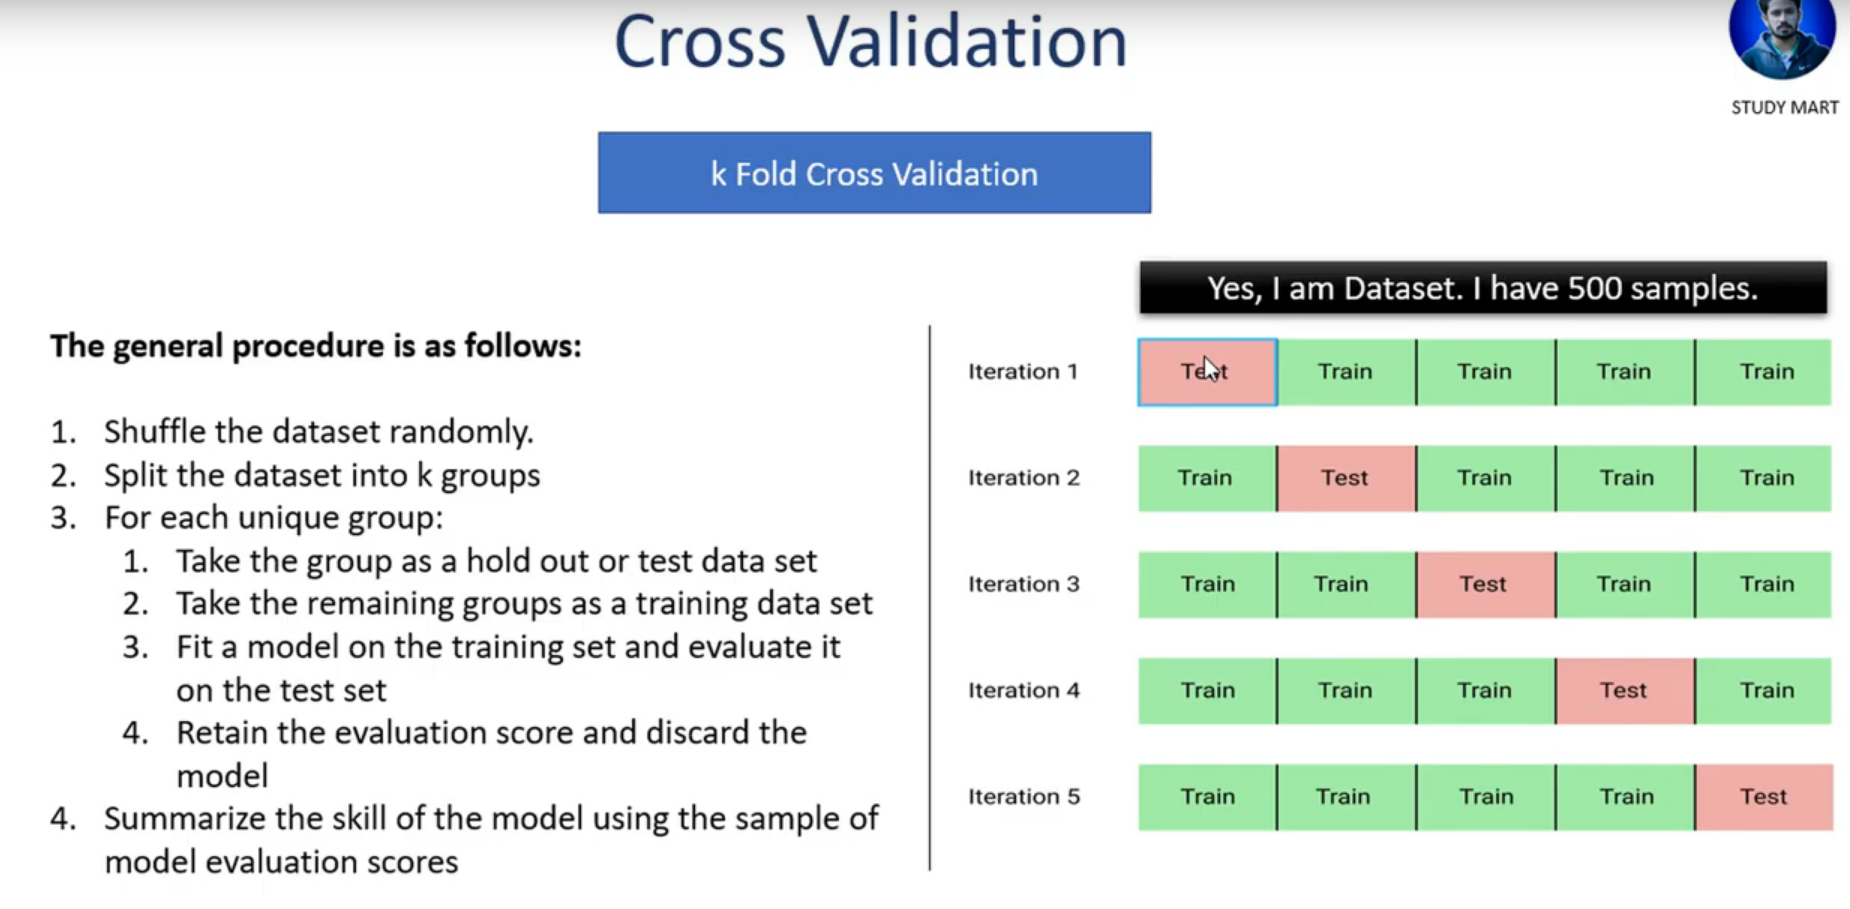 Cross Validation
STUDY MART
k Fold Cross Validation
The general procedure is as follows:
1. Shuffle the dataset randomly.
2. Split the dataset into k groups
3. For each unique group:
1. Take the group as a hold out or test data set
2. Take the remaining groups as a training data set
3. Fit a model on the training set and evaluate it
on the test set
4. Retain the evaluation score and discard the
model
4. Summarize the skill of the model using the sample of
model evaluation scores
Yes, I am Dataset. I have 500 samples.
Iteration 1 Test Train Train Train Train
Iteration 2 Train Test Train Train Train
Iteration 3 Train Train Test Train Train
Iteration 4 Train Train Train Test Train
Iteration 5 Train Train Train Train Test